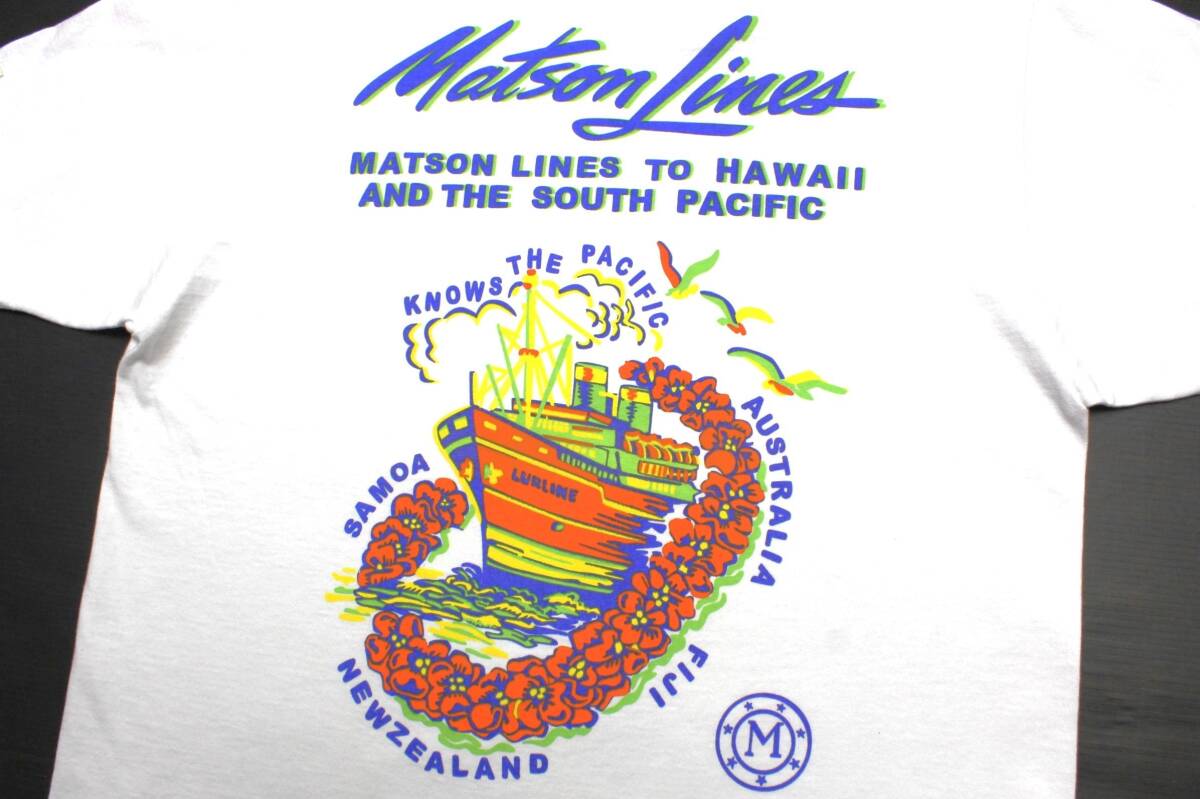 Matson Lines
MATSON LINES TO HAWAII
AND THE SOUTH PACIFIC
KNOWS THE PACIFIC
LURLINE
SAMOA
AUSTRALIA
FIJI
NEWZEALAND
M